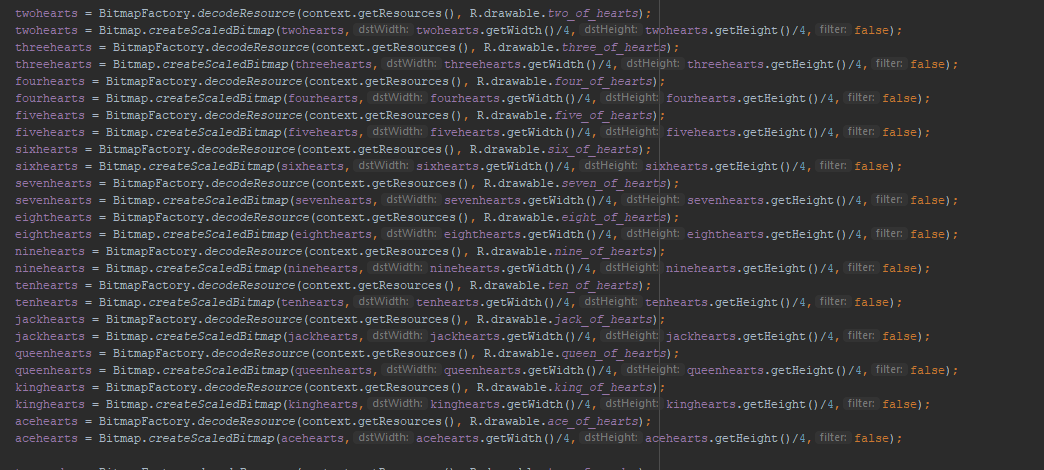 twohearts = BitmapFactory.decodeResource(context.getResources(), R.drawable.two_of_hearts);
twohearts = Bitmap.createScaledBitmap(twohearts, dstWidth: twohearts.getWidth()/4, dstHeight: twohearts.getHeight()/4, filter: false);
threehearts = BitmapFactory.decodeResource(context.getResources(), R.drawable.three_of_hearts);
threehearts = Bitmap.createScaledBitmap(threehearts, dstWidth: threehearts.getWidth()/4, dstHeight: threehearts.getHeight()/4, filter: false);
fourhearts = BitmapFactory.decodeResource(context.getResources(), R.drawable.four_of_hearts);
fourhearts = Bitmap.createScaledBitmap(fourhearts, dstWidth: fourhearts.getWidth()/4, dstHeight: fourhearts.getHeight()/4, filter: false);
fivehearts = BitmapFactory.decodeResource(context.getResources(), R.drawable.five_of_hearts);
fivehearts = Bitmap.createScaledBitmap(fivehearts, dstWidth: fivehearts.getWidth()/4, dstHeight: fivehearts.getHeight()/4, filter: false);
sixhearts = BitmapFactory.decodeResource(context.getResources(), R.drawable.six_of_hearts);
sixhearts = Bitmap.createScaledBitmap(sixhearts, dstWidth: sixhearts.getWidth()/4, dstHeight: sixhearts.getHeight()/4, filter: false);
sevenhearts = BitmapFactory.decodeResource(context.getResources(), R.drawable.seven_of_hearts);
sevenhearts = Bitmap.createScaledBitmap(sevenhearts, dstWidth: sevenhearts.getWidth()/4, dstHeight: sevenhearts.getHeight()/4, filter: false);
eighthearts = BitmapFactory.decodeResource(context.getResources(), R.drawable.eight_of_hearts);
eighthearts = Bitmap.createScaledBitmap(eighthearts, dstWidth: eighthearts.getWidth()/4, dstHeight: eighthearts.getHeight()/4, filter: false);
ninehearts = BitmapFactory.decodeResource(context.getResources(), R.drawable.nine_of_hearts);
ninehearts = Bitmap.createScaledBitmap(ninehearts, dstWidth: ninehearts.getWidth()/4, dstHeight: ninehearts.getHeight()/4, filter: false);
tenhearts = BitmapFactory.decodeResource(context.getResources(), R.drawable.ten_of_hearts);
tenhearts = Bitmap.createScaledBitmap(tenhearts, dstWidth: tenhearts.getWidth()/4, dstHeight: tenhearts.getHeight()/4, filter: false);
jackhearts = BitmapFactory.decodeResource(context.getResources(), R.drawable.jack_of_hearts);
jackhearts = Bitmap.createScaledBitmap(jackhearts, dstWidth: jackhearts.getWidth()/4, dstHeight: jackhearts.getHeight()/4, filter: false);
queenhearts = BitmapFactory.decodeResource(context.getResources(), R.drawable.queen_of_hearts);
queenhearts = Bitmap.createScaledBitmap(queenhearts, dstWidth: queenhearts.getWidth()/4, dstHeight: queenhearts.getHeight()/4, filter: false);
kinghearts = BitmapFactory.decodeResource(context.getResources(), R.drawable.king_of_hearts);
kinghearts = Bitmap.createScaledBitmap(kinghearts, dstWidth: kinghearts.getWidth()/4, dstHeight: kinghearts.getHeight()/4, filter: false);
acehearts = BitmapFactory.decodeResource(context.getResources(), R.drawable.ace_of_hearts);
acehearts = Bitmap.createScaledBitmap(acehearts, dstWidth: acehearts.getWidth()/4, dstHeight: acehearts.getHeight()/4, filter: false);